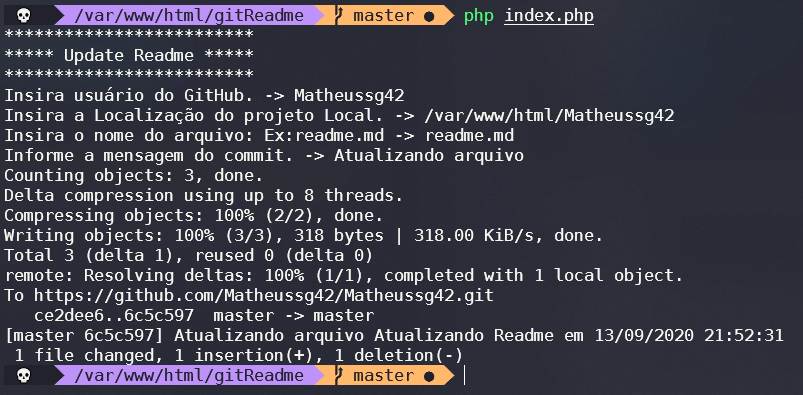 /var/www/html/gitReadme master ● php index.php
*************************
***** Update Readme *****
*************************
Insira usuário do GitHub. -> Matheussg42
Insira a Localização do projeto Local. -> /var/www/html/Matheussg42
Insira o nome do arquivo: Ex:readme.md -> readme.md
Informe a mensagem do commit. -> Atualizando arquivo
Counting objects: 3, done.
Delta compression using up to 8 threads.
Compressing objects: 100% (2/2), done.
Writing objects: 100% (3/3), 318 bytes | 318.00 KiB/s, done.
Total 3 (delta 1), reused 0 (delta 0)
remote: Resolving deltas: 100% (1/1), completed with 1 local object.
To https://github.com/Matheussg42/Matheussg42.git
   ce2dee6..6c5c597  master -> master
[master 6c5c597] Atualizando arquivo Atualizando Readme em 13/09/2020 21:52:31
 1 file changed, 1 insertion(+), 1 deletion(-)
/var/www/html/gitReadme master ●